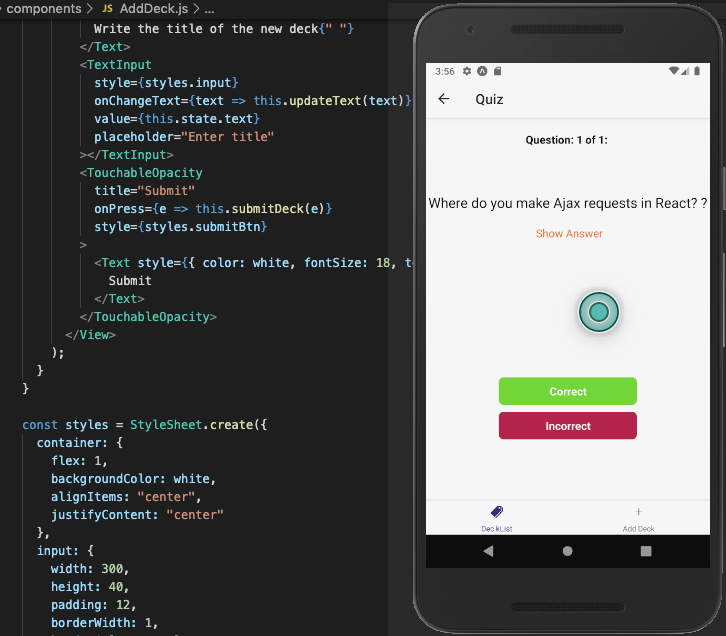 components > JS AddDeck.js > ...
Write the title of the new deck{" "}
</Text>
<TextInput
style={styles.input}
onChangeText={text => this.updateText(text)}
value={this.state.text}
placeholder="Enter title"
></TextInput>
<TouchableOpacity
title="Submit"
onPress={e => this.submitDeck(e)}
style={styles.submitBtn}
>
<Text style={{ color: white, fontSize: 18, t
Submit
</Text>
</TouchableOpacity>
</View>
);
}
}
const styles = StyleSheet.create({
container: {
flex: 1,
backgroundColor: white,
alignItems: "center",
justifyContent: "center"
},
input: {
width: 300,
height: 40,
padding: 12,
borderWidth: 1,
3:56
Quiz
Question: 1 of 1:
Where do you make Ajax requests in React? ?
Show Answer
Correct
Incorrect
DeckList
Add Deck